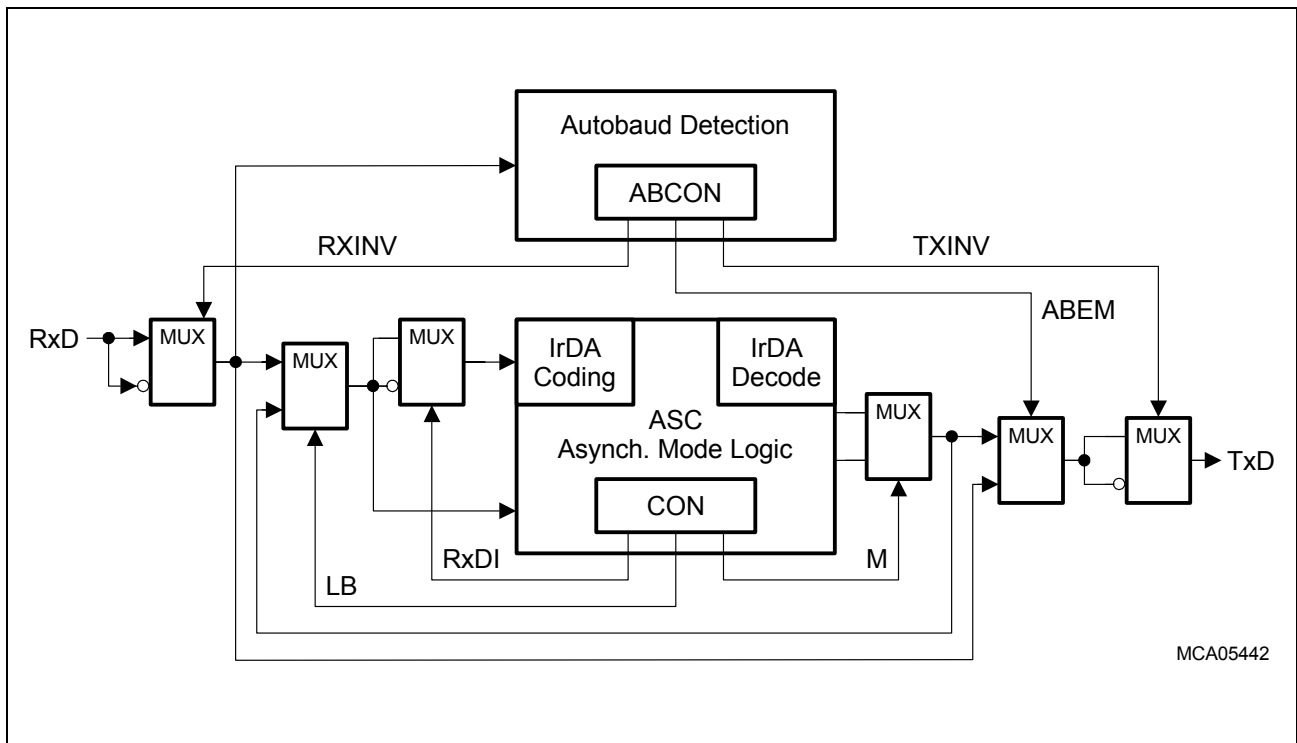 Autobaud Detection
ABCON
RXINV
TXINV
ABEM
RxD
MUX
MUX
MUX
IrDA
Coding
IrDA
Decode
ASC
Asynch. Mode Logic
MUX
MUX
MUX
TxD
CON
RxDI
M
LB
MCA05442